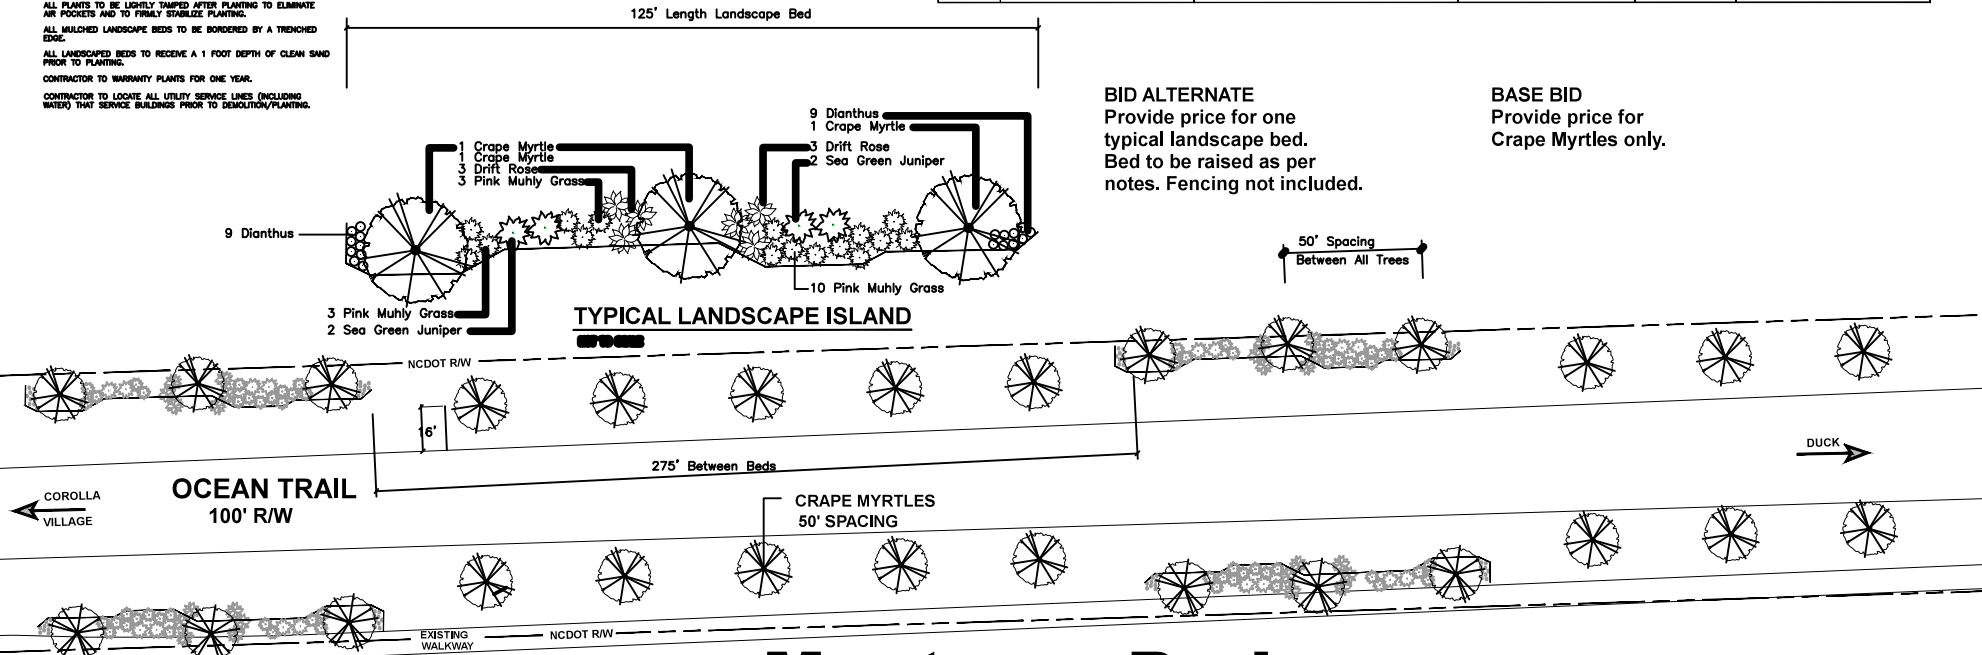 ALL PLANTS TO BE LIGHTLY TAMPED AFTER PLANTING TO ELIMINATE
AIR POCKETS AND TO FIRMLY STABILIZE PLANTING.
ALL MULCHED LANDSCAPE BEDS TO BE BORDERED BY A TRENCHED
EDGE.
ALL LANDSCAPED BEDS TO RECEIVE A 1 FOOT DEPTH OF CLEAN SAND
PRIOR TO PLANTING.
CONTRACTOR TO WARRANTY PLANTS FOR ONE YEAR.
CONTRACTOR TO LOCATE ALL UTILITY SERVICE LINES (INCLUDING
WATER) THAT SERVICE BUILDINGS PRIOR TO DEMOLITION/PLANTING.
125' Length Landscape Bed
BID ALTERNATE
Provide price for one
typical landscape bed.
Bed to be raised as per
notes. Fencing not included.
BASE BID
Provide price for
Crape Myrtles only.
1 Crape Myrtle
1 Crape Myrtle
3 Drift Rose
3 Pink Muhly Grass
9 Dianthus
1 Crape Myrtle
3 Drift Rose
2 Sea Green Juniper
9 Dianthus
50' Spacing
Between All Trees
10 Pink Muhly Grass
3 Pink Muhly Grass
2 Sea Green Juniper
TYPICAL LANDSCAPE ISLAND
NCDOT R/W
16'
275' Between Beds
DUCK
OCEAN TRAIL
100' R/W
COROLLA
VILLAGE
CRAPE MYRTLES
50' SPACING
EXISTING
WALKWAY
NCDOT R/W